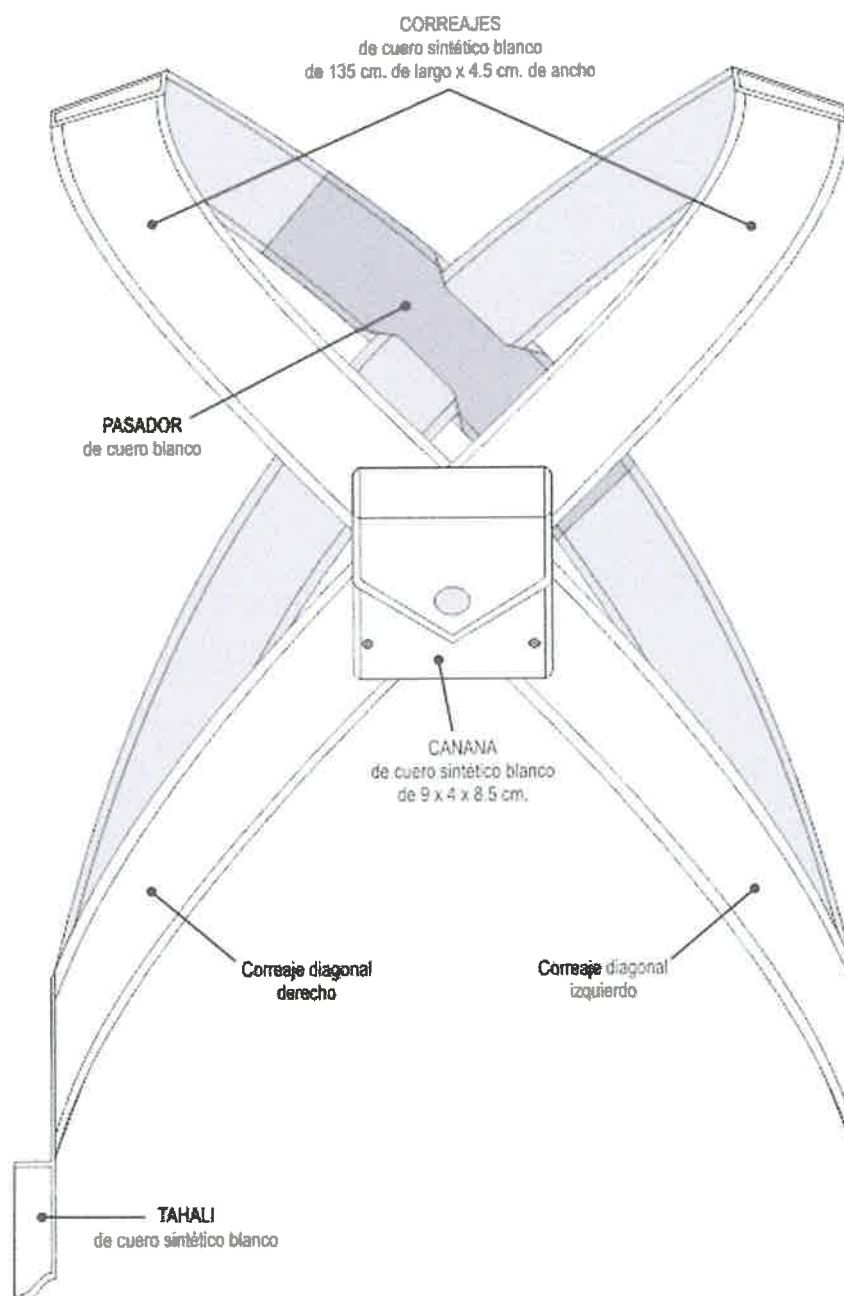 CORREAJES
de cuero sintético blanco
de 135 cm. de largo x 4.5 cm. de ancho
PASADOR
de cuero blanco
CANANA
de cuero sintético blanco
de 9 x 4 x 8.5 cm.
Correaje diagonal
derecho
Correaje diagonal
izquierdo
TAHALI
de cuero sintético blanco